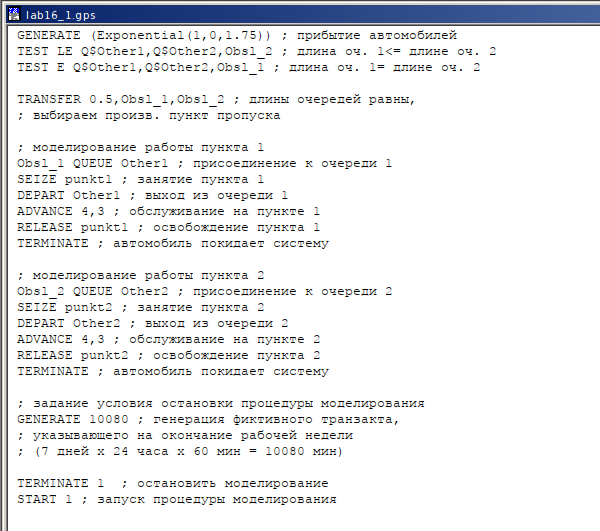 lab16_1.gps
GENERATE (Exponential(1,0,1.75)) ; прибытие автомобилей
TEST LE Q$Other1,Q$Other2,Obsl_2 ; длина оч. 1<= длине оч. 2
TEST E Q$Other1,Q$Other2,Obsl_1 ; длина оч. 1= длине оч. 2
TRANSFER 0.5,Obsl_1,Obsl_2 ; длины очередей равны,
; выбираем произв. пункт пропуска
; моделирование работы пункта 1
Obsl_1 QUEUE Other1 ; присоединение к очереди 1
SEIZE punkt1 ; занятие пункта 1
DEPART Other1 ; выход из очереди 1
ADVANCE 4,3 ; обслуживание на пункте 1
RELEASE punkt1 ; освобождение пункта 1
TERMINATE ; автомобиль покидает систему
; моделирование работы пункта 2
Obsl_2 QUEUE Other2 ; присоединение к очереди 2
SEIZE punkt2 ; занятие пункта 2
DEPART Other2 ; выход из очереди 2
ADVANCE 4,3 ; обслуживание на пункте 2
RELEASE punkt2 ; освобождение пункта 2
TERMINATE ; автомобиль покидает систему
; задание условия остановки процедуры моделирования
GENERATE 10080 ; генерация фиктивного транзакта,
; указывающего на окончание рабочей недели
; (7 дней x 24 часа x 60 мин = 10080 мин)
TERMINATE 1  ; остановить моделирование
START 1 ; запуск процедуры моделирования